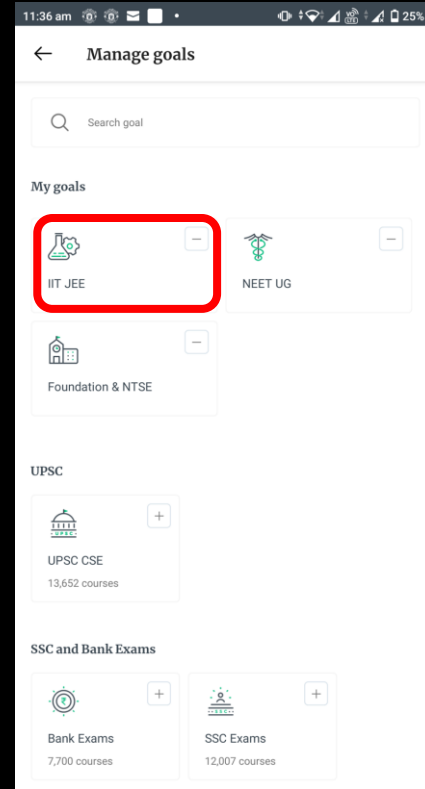 11:36 am 25%
Manage goals
Search goal
My goals
IIT JEE
NEET UG
Foundation & NTSE
UPSC
UPSC
UPSC CSE
13,652 courses
SSC and Bank Exams
SSC
Bank Exams
SSC Exams
7,700 courses
12,007 courses